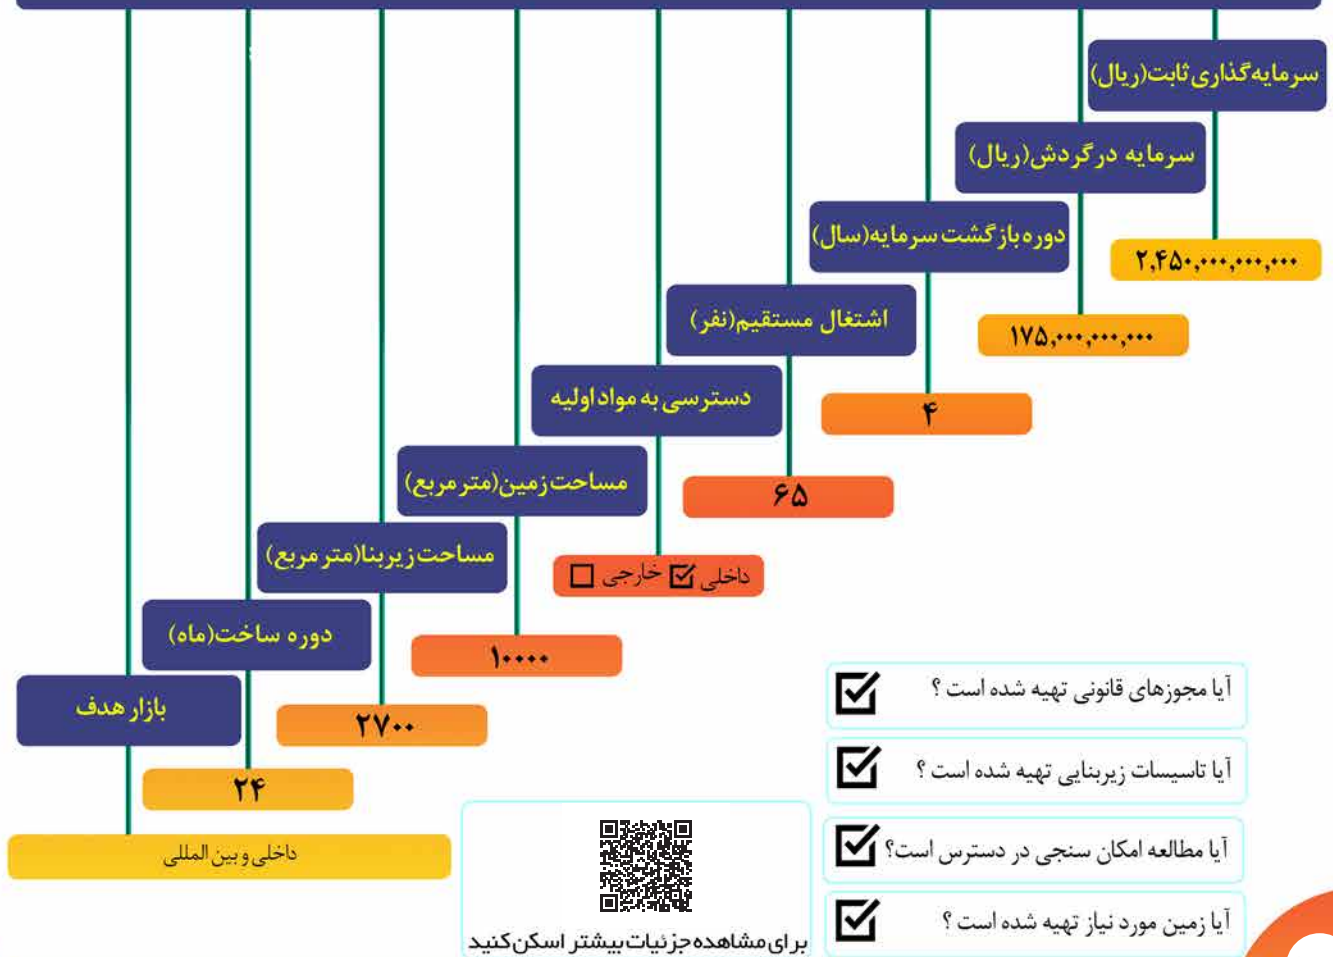 سرمایه‌گذاری ثابت(ریال)
۲,۴۵۰,۰۰۰,۰۰۰,۰۰۰
سرمایه در گردش(ریال)
۱۷۵,۰۰۰,۰۰۰,۰۰۰
دوره بازگشت سرمایه(سال)
۴
اشتغال مستقیم(نفر)
۶۵
دسترسی به مواد اولیه
داخلی ☑ خارجی ☐
مساحت زمین(متر مربع)
۱۰۰۰۰
مساحت زیربنا(متر مربع)
۲۷۰۰
دوره ساخت(ماه)
۲۴
بازار هدف
داخلی و بین المللی
آیا مجوزهای قانونی تهیه شده است ؟ ☑
آیا تاسیسات زیربنایی تهیه شده است ؟ ☑
آیا مطالعه امکان سنجی در دسترس است؟ ☑
آیا زمین مورد نیاز تهیه شده است ؟ ☑
برای مشاهده جزئیات بیشتر اسکن کنید